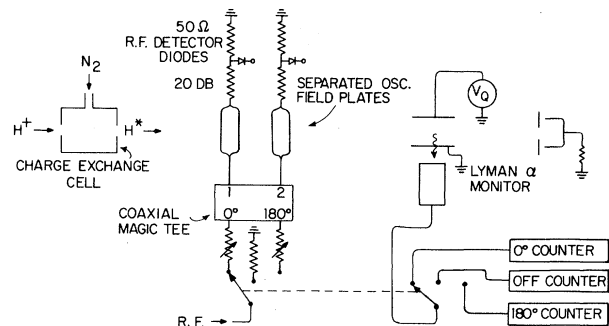 50 Ω
R.F. DETECTOR
DIODES
20 DB
N2
H+
H*
CHARGE EXCHANGE
CELL
SEPARATED OSC.
FIELD PLATES
VQ
LYMAN α
MONITOR
1 2
0° 180°
COAXIAL
MAGIC TEE
R.F.
0° COUNTER
OFF COUNTER
180° COUNTER